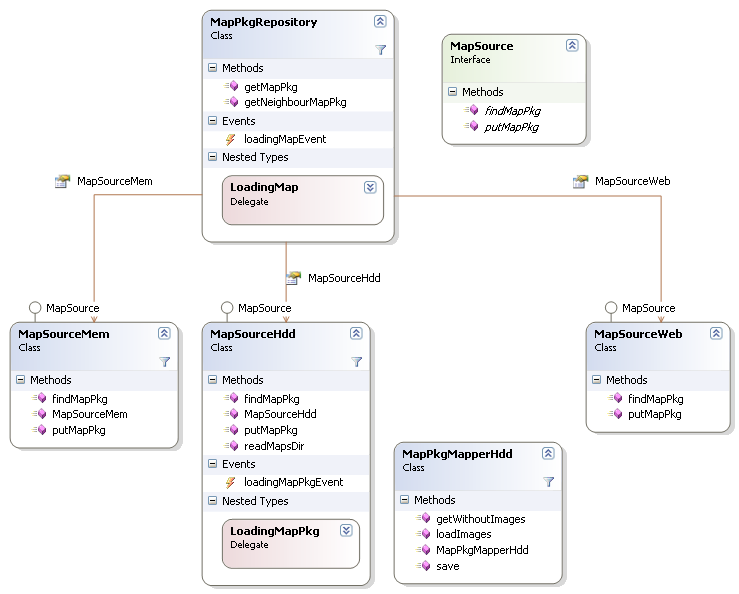 MapPkgRepository
Class
Methods
getMapPkg
getNeighbourMapPkg
Events
loadingMapEvent
Nested Types
LoadingMap
Delegate
MapSource
Interface
Methods
findMapPkg
putMapPkg
MapSourceMem
MapSourceHdd
MapSourceWeb
MapSource
MapSourceMem
Class
Methods
findMapPkg
MapSourceMem
putMapPkg
MapSource
MapSourceHdd
Class
Methods
findMapPkg
MapSourceHdd
putMapPkg
readMapsDir
Events
loadingMapPkgEvent
Nested Types
LoadingMapPkg
Delegate
MapSource
MapSourceWeb
Class
Methods
findMapPkg
putMapPkg
MapPkgMapperHdd
Class
Methods
getWithoutImages
loadImages
MapPkgMapperHdd
save